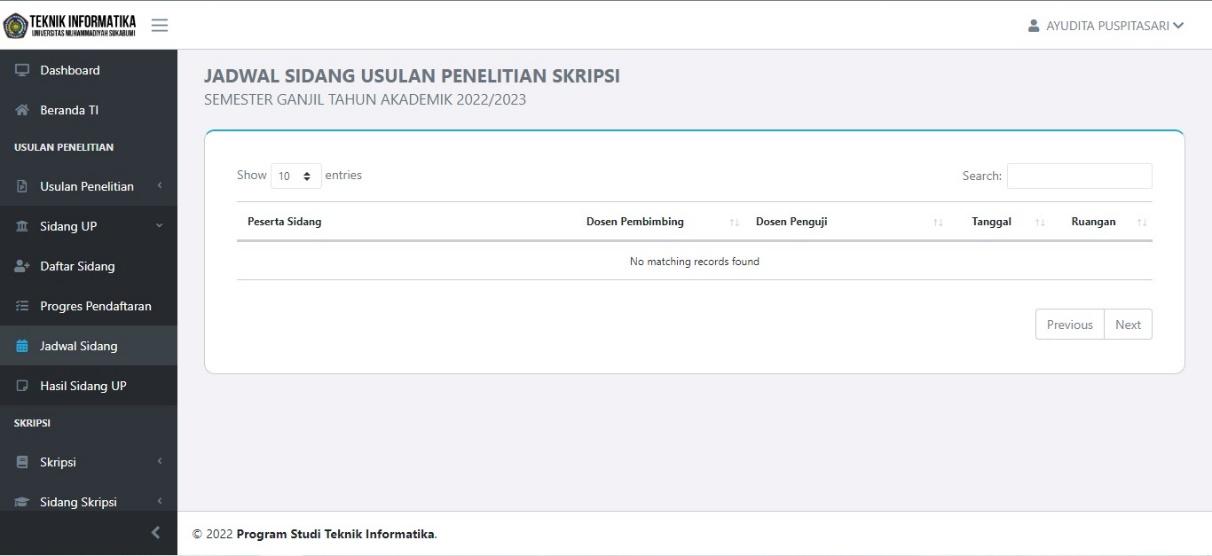 TEKNIK INFORMATIKA
UNIVERSITAS MUHAMMADIYAH SUKABUMI
AYUDITA PUSPITASARI
Dashboard
Beranda TI
USULAN PENELITIAN
Usulan Penelitian
Sidang UP
Daftar Sidang
Progres Pendaftaran
Jadwal Sidang
Hasil Sidang UP
SKRIPSI
Skripsi
Sidang Skripsi
JADWAL SIDANG USULAN PENELITIAN SKRIPSI
SEMESTER GANJIL TAHUN AKADEMIK 2022/2023
Show 10 entries
Search:
Peserta Sidang Dosen Pembimbing Dosen Penguji Tanggal Ruangan
No matching records found
Previous Next
© 2022 Program Studi Teknik Informatika.